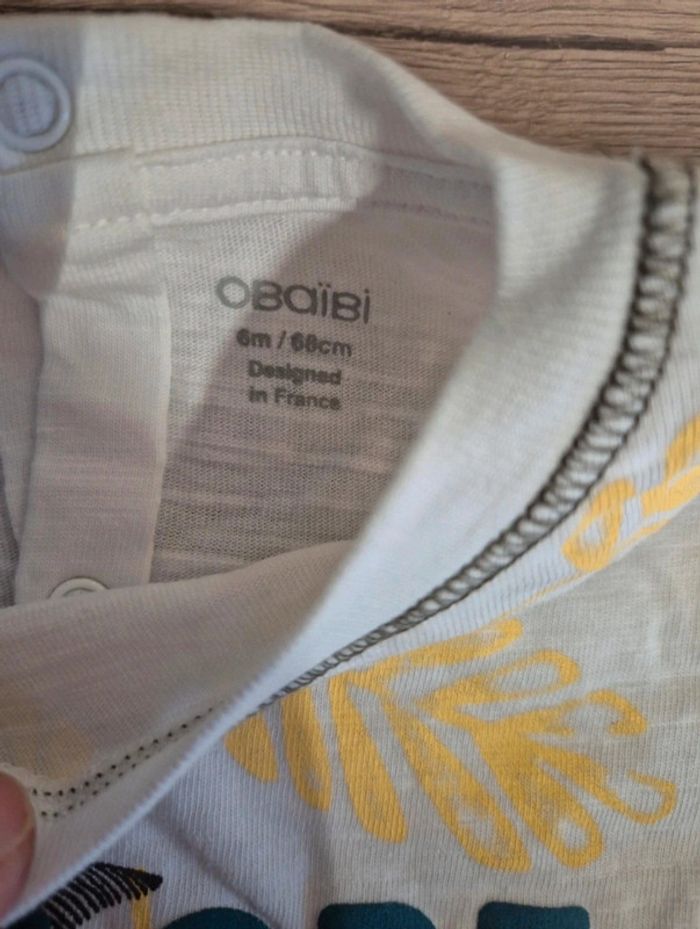 OBaïBi
6m / 68cm
Designed
in France